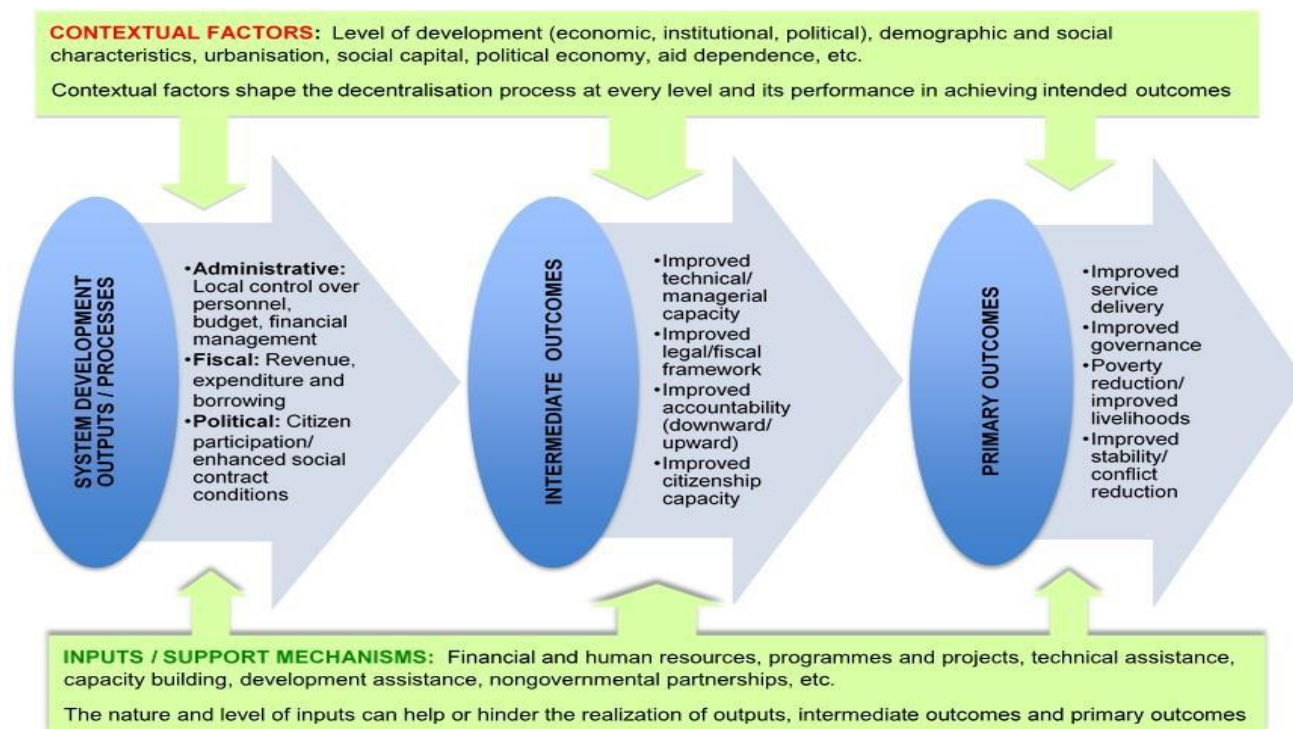 CONTEXTUAL FACTORS: Level of development (economic, institutional, political), demographic and social
characteristics, urbanisation, social capital, political economy, aid dependence, etc.
Contextual factors shape the decentralisation process at every level and its performance in achieving intended outcomes
SYSTEM DEVELOPMENT
OUTPUTS / PROCESSES
•Administrative:
Local control over
personnel,
budget, financial
management
•Fiscal: Revenue,
expenditure and
borrowing
•Political: Citizen
participation/
enhanced social
contract
conditions
INTERMEDIATE OUTCOMES
•Improved
technical/
managerial
capacity
•Improved
legal/fiscal
framework
•Improved
accountability
(downward/
upward)
•Improved
citizenship
capacity
PRIMARY OUTCOMES
•Improved
service
delivery
•Improved
governance
•Poverty
reduction/
improved
livelihoods
•Improved
stability/
conflict
reduction
INPUTS / SUPPORT MECHANISMS: Financial and human resources, programmes and projects, technical assistance,
capacity building, development assistance, nongovernmental partnerships, etc.
The nature and level of inputs can help or hinder the realization of outputs, intermediate outcomes and primary outcomes